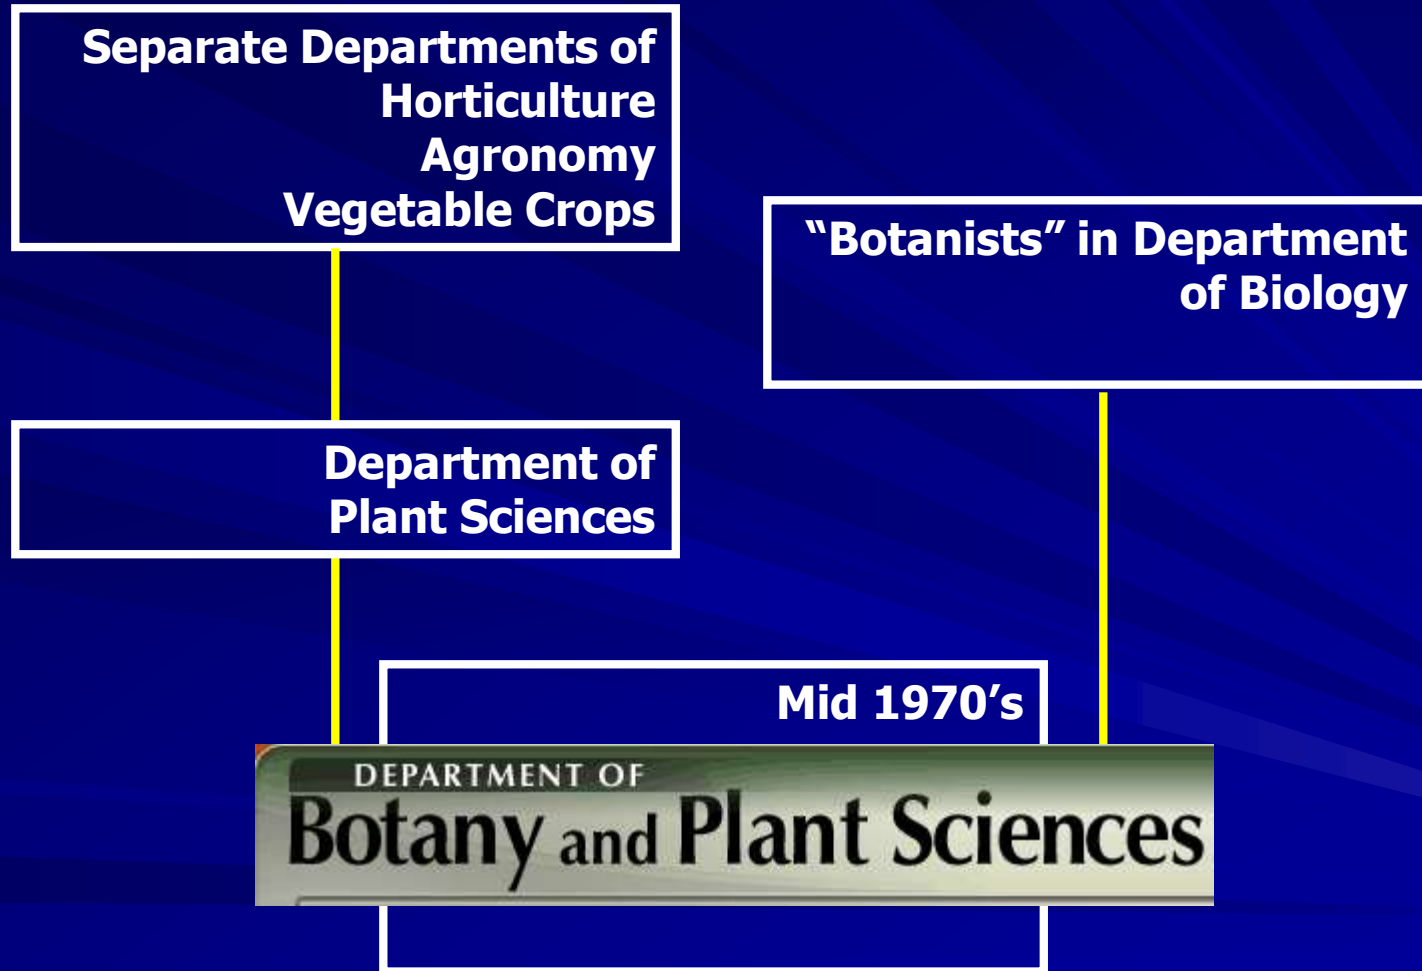 Separate Departments of
Horticulture
Agronomy
Vegetable Crops
“Botanists” in Department
of Biology
Department of
Plant Sciences
Mid 1970’s
DEPARTMENT OF
Botany and Plant Sciences